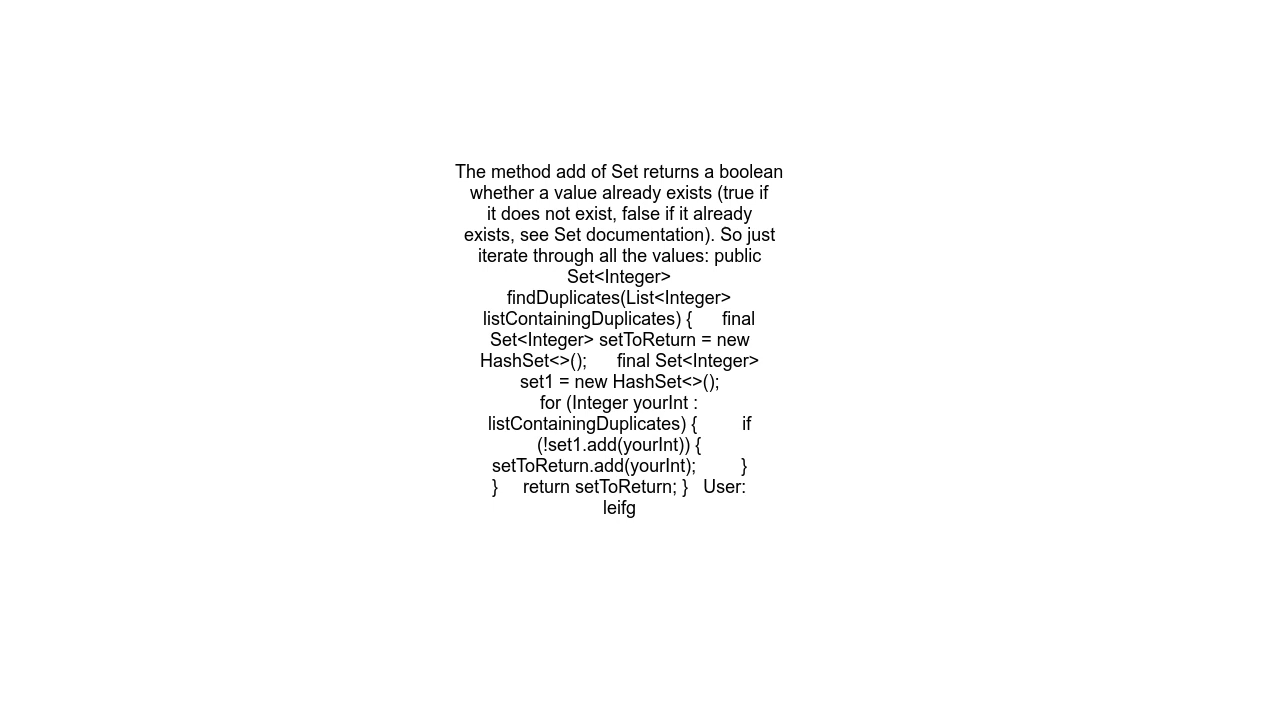 The method add of Set returns a boolean
whether a value already exists (true if
it does not exist, false if it already
exists, see Set documentation). So just
iterate through all the values: public
Set<Integer>
findDuplicates(List<Integer>
listContainingDuplicates) {      final
Set<Integer> setToReturn = new
HashSet<>();      final Set<Integer>
set1 = new HashSet<>();
for (Integer yourInt :
listContainingDuplicates) {         if
(!set1.add(yourInt)) {
setToReturn.add(yourInt);         }
}     return setToReturn; }   User:
leifg